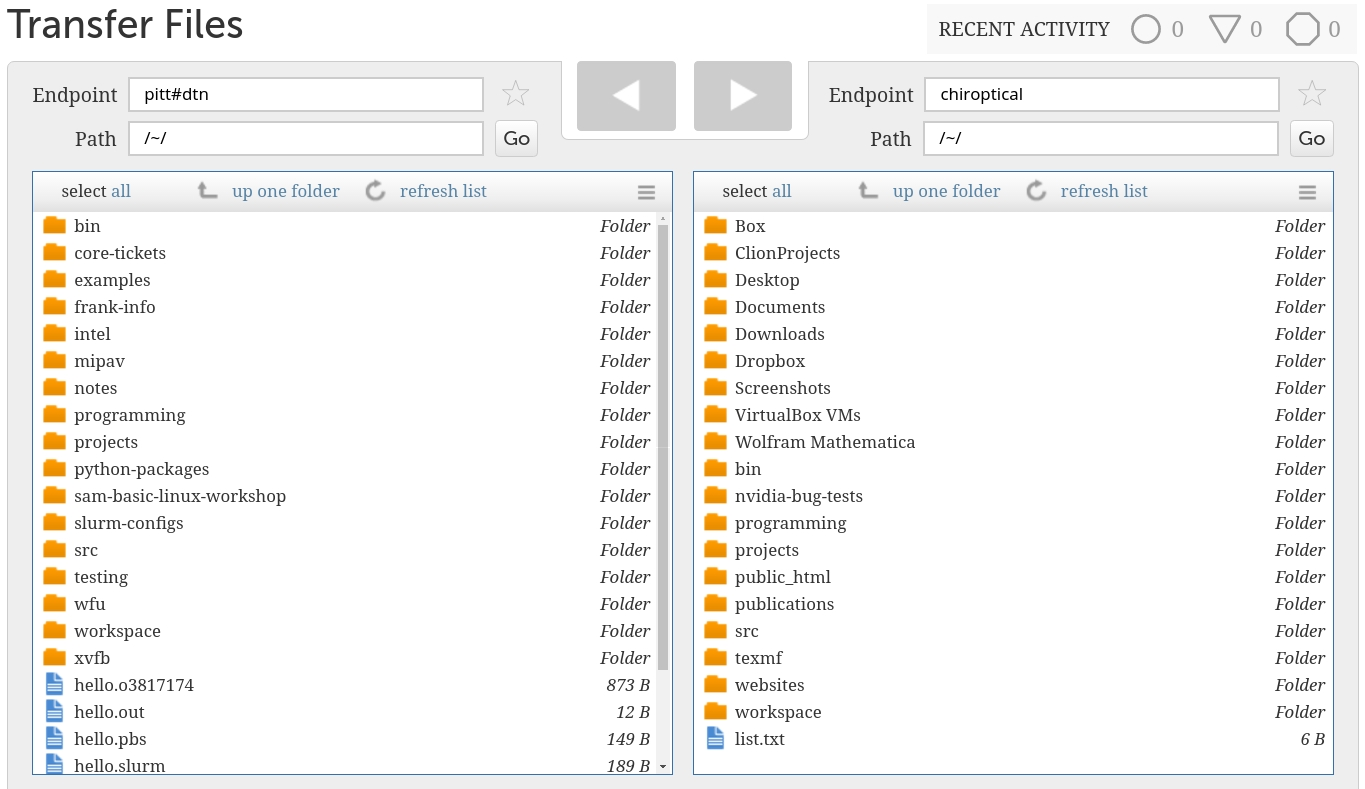 Transfer Files
RECENT ACTIVITY 0 0 0
Endpoint pitt#dtn
Path /~/ Go
Endpoint chiroptical
Path /~/ Go
select all up one folder refresh list
bin Folder
core-tickets Folder
examples Folder
frank-info Folder
intel Folder
mipav Folder
notes Folder
programming Folder
projects Folder
python-packages Folder
sam-basic-linux-workshop Folder
slurm-configs Folder
src Folder
testing Folder
wfu Folder
workspace Folder
xvfb Folder
hello.o3817174 873 B
hello.out 12 B
hello.pbs 149 B
hello.slurm 189 B
select all up one folder refresh list
Box Folder
ClionProjects Folder
Desktop Folder
Documents Folder
Downloads Folder
Dropbox Folder
Screenshots Folder
VirtualBox VMs Folder
Wolfram Mathematica Folder
bin Folder
nvidia-bug-tests Folder
programming Folder
projects Folder
public_html Folder
publications Folder
src Folder
texmf Folder
websites Folder
workspace Folder
list.txt 6 B